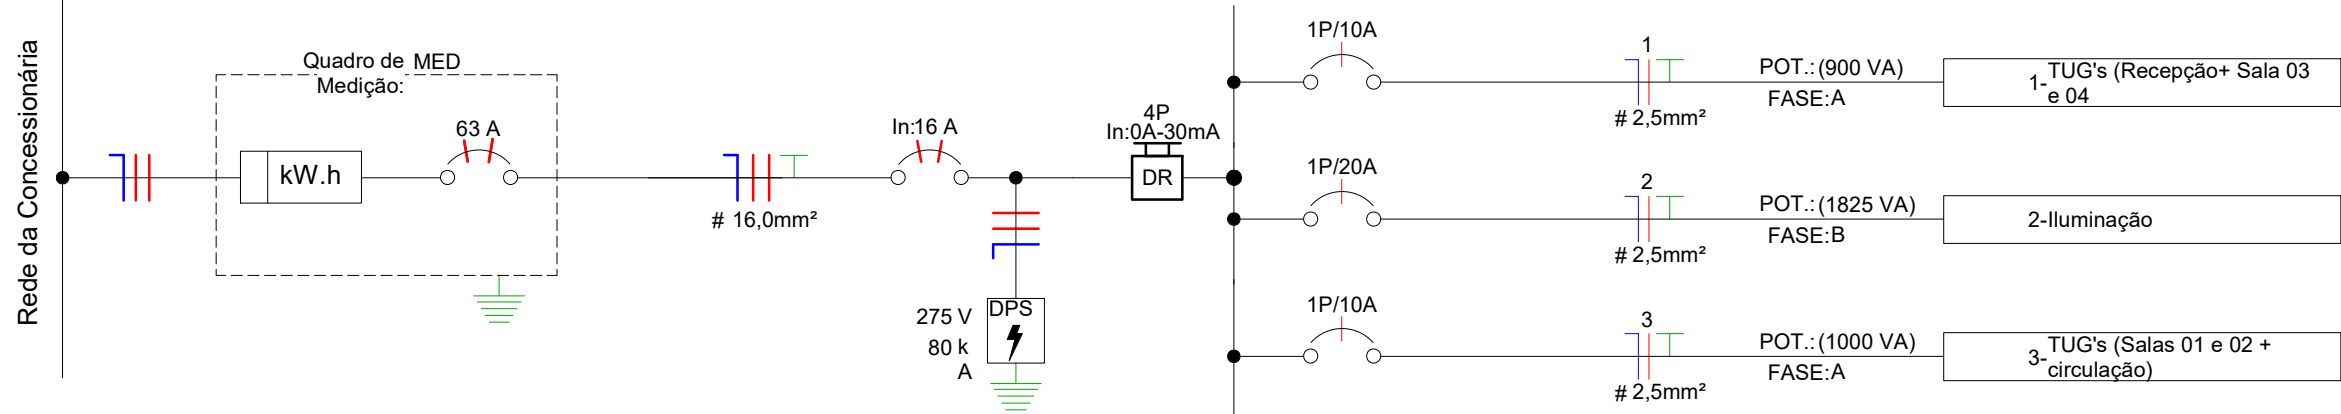 Rede da Concessionária
Quadro de MED
Medição:
kW.h
63 A
# 16,0mm²
In:16 A
275 V
80 k
A
DPS
4P
In:0A-30mA
DR
1P/10A
1
# 2,5mm²
POT.: (900 VA)
FASE:A
1-TUG's (Recepção+ Sala 03
e 04
1P/20A
2
# 2,5mm²
POT.: (1825 VA)
FASE:B
2-Iluminação
1P/10A
3
# 2,5mm²
POT.: (1000 VA)
FASE:A
3-TUG's (Salas 01 e 02 +
circulação)